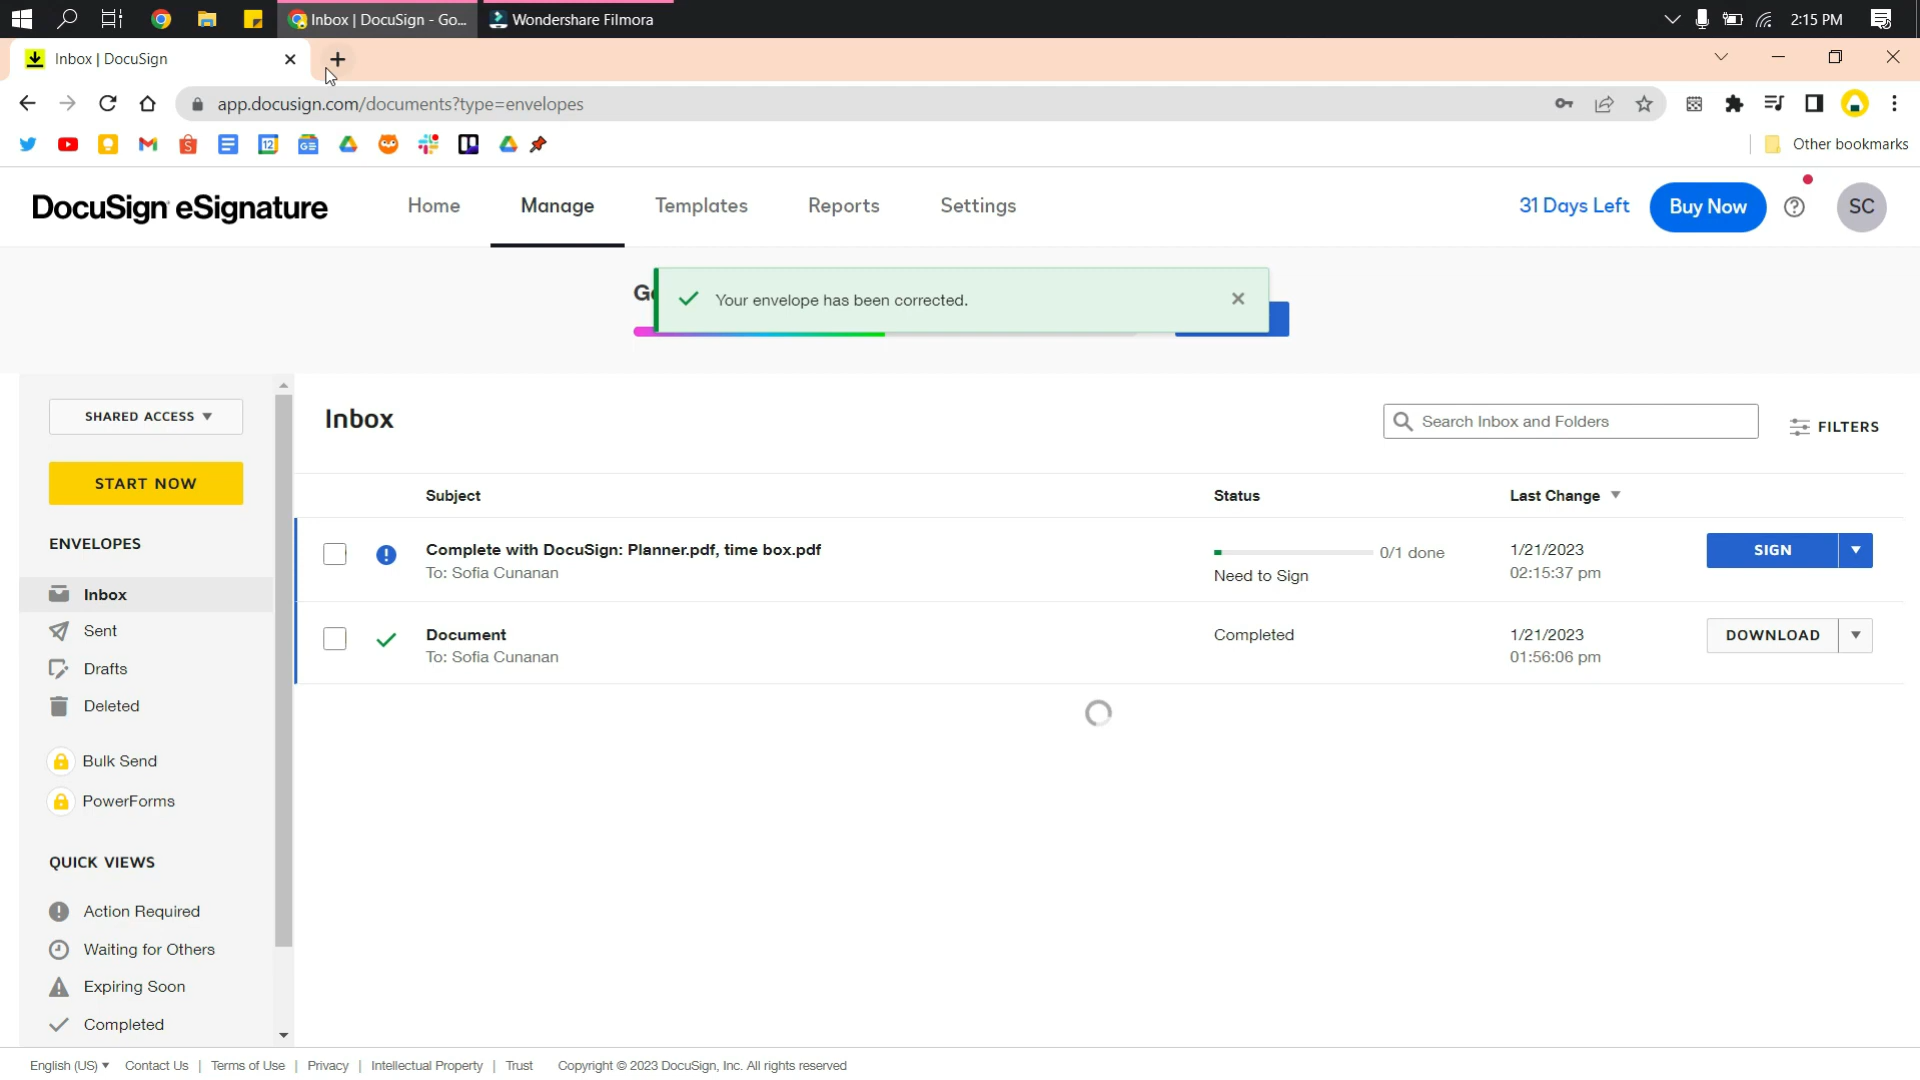 Inbox | DocuSign - Go...
Wondershare Filmora
2:15 PM
Inbox | DocuSign
app.docusign.com/documents?type=envelopes
Other bookmarks
DocuSign eSignature
Home
Manage
Templates
Reports
Settings
31 Days Left
Buy Now
SC
Your envelope has been corrected.
SHARED ACCESS
START NOW
ENVELOPES
Inbox
Sent
Drafts
Deleted
Bulk Send
PowerForms
QUICK VIEWS
Action Required
Waiting for Others
Expiring Soon
Completed
Inbox
Search Inbox and Folders
FILTERS
Subject
Status
Last Change
Complete with DocuSign: Planner.pdf, time box.pdf
To: Sofia Cunanan
0/1 done
Need to Sign
1/21/2023
02:15:37 pm
SIGN
Document
To: Sofia Cunanan
Completed
1/21/2023
01:56:06 pm
DOWNLOAD
English (US)
Contact Us | Terms of Use | Privacy | Intellectual Property | Trust
Copyright © 2023 DocuSign, Inc. All rights reserved